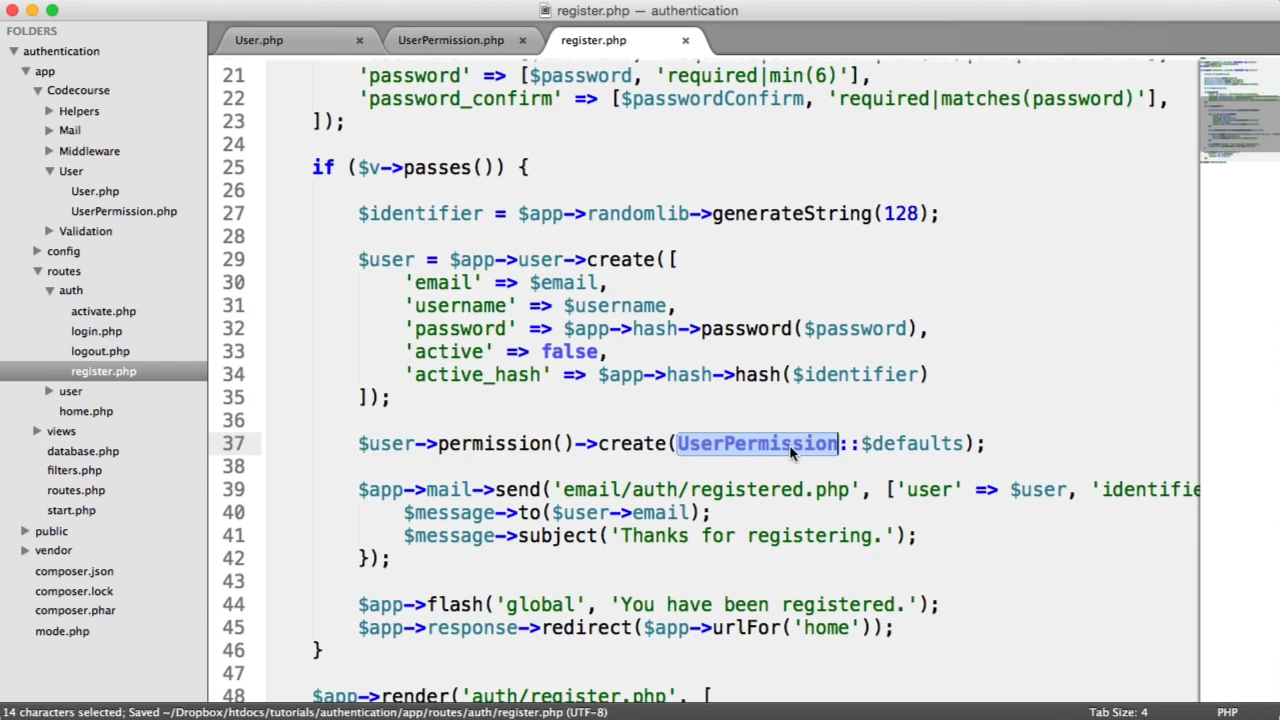 register.php — authentication
FOLDERS
authentication
app
Codecourse
Helpers
Mail
Middleware
User
User.php
UserPermission.php
Validation
config
routes
auth
activate.php
login.php
logout.php
register.php
user
home.php
views
database.php
filters.php
routes.php
start.php
public
vendor
composer.json
composer.lock
composer.phar
mode.php
User.php × UserPermission.php × register.php ×
21 'password' => [$password, 'required|min(6)'],
22 'password_confirm' => [$passwordConfirm, 'required|matches(password)'],
23 ]);
24
25 if ($v->passes()) {
26
27 $identifier = $app->randomlib->generateString(128);
28
29 $user = $app->user->create([
30 'email' => $email,
31 'username' => $username,
32 'password' => $app->hash->password($password),
33 'active' => false,
34 'active_hash' => $app->hash->hash($identifier)
35 ]);
36
37 $user->permission()->create(UserPermission::$defaults);
38
39 $app->mail->send('email/auth/registered.php', ['user' => $user, 'identifie
40 $message->to($user->email);
41 $message->subject('Thanks for registering.');
42 });
43
44 $app->flash('global', 'You have been registered.');
45 $app->response->redirect($app->urlFor('home'));
46 }
47
48 $app->render('auth/register.php', [
14 characters selected; Saved ~/Dropbox/htdocs/tutorials/authentication/app/routes/auth/register.php (UTF-8) Tab Size: 4 PHP